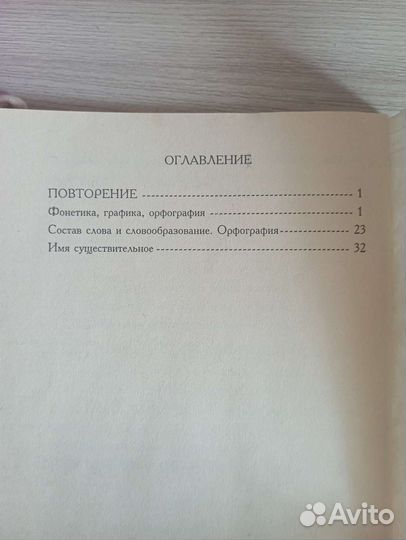 ОГЛАВЛЕНИЕ
ПОВТОРЕНИЕ 1
Фонетика, графика, орфография 1
Состав слова и словообразование. Орфография 23
Имя существительное 32
Avito